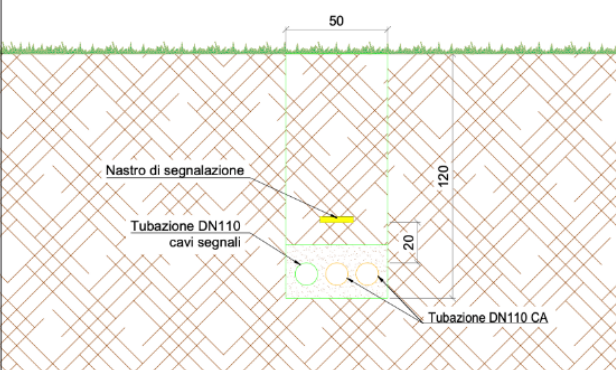 50
Nastro di segnalazione
120
Tubazione DN110
cavi segnali
20
Tubazione DN110 CA